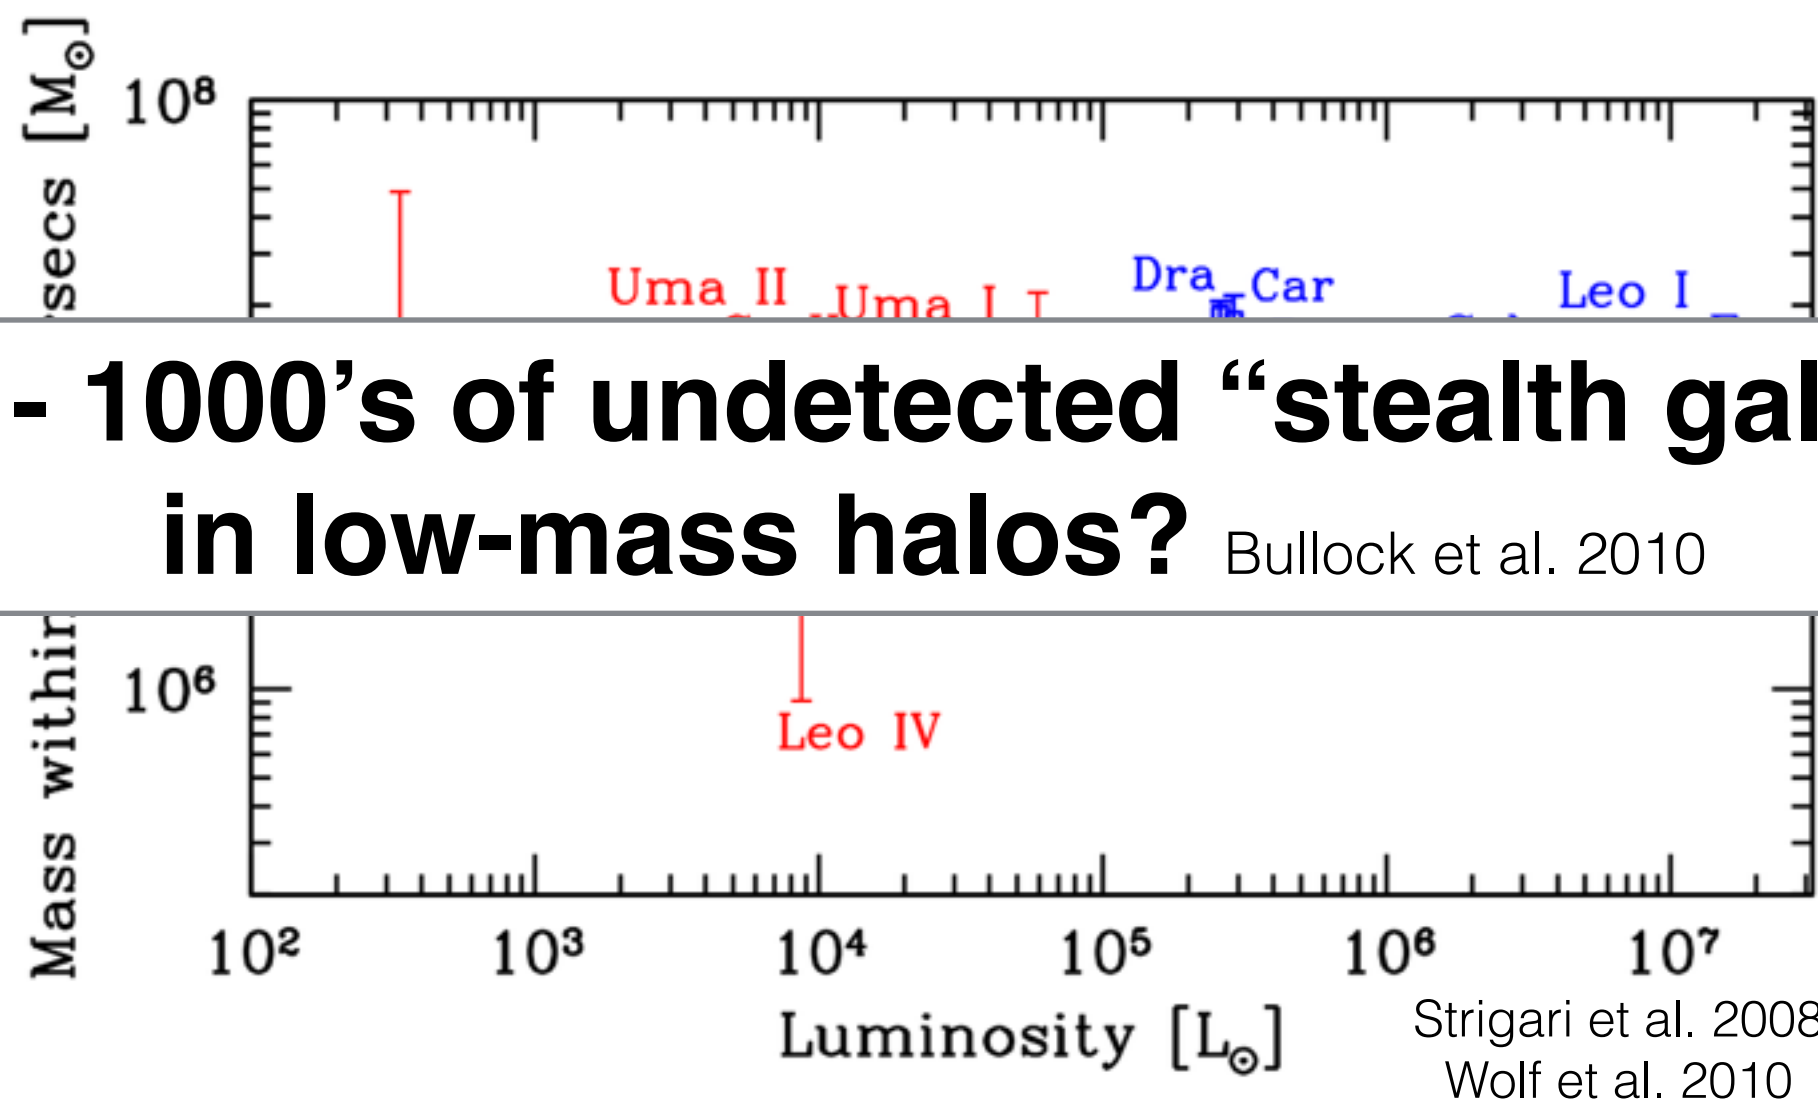 Mass withi
secs [M⊙]
10⁸
Uma II
Uma I
Dra
Car
Leo I
- 1000’s of undetected “stealth gal
in low-mass halos? Bullock et al. 2010
10⁶
Leo IV
10² 10³ 10⁴ 10⁵ 10⁶ 10⁷
Luminosity [L⊙]
Strigari et al. 2008
Wolf et al. 2010